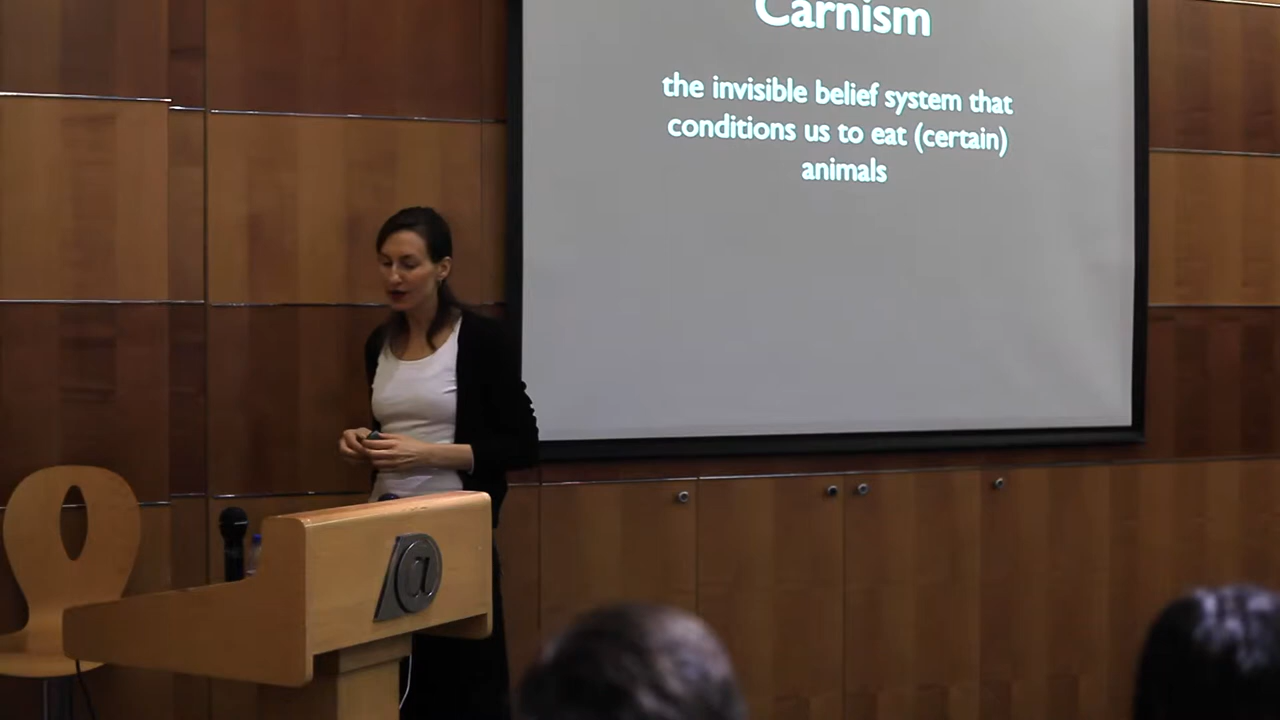 Carnism
the invisible belief system that
conditions us to eat (certain)
animals
@